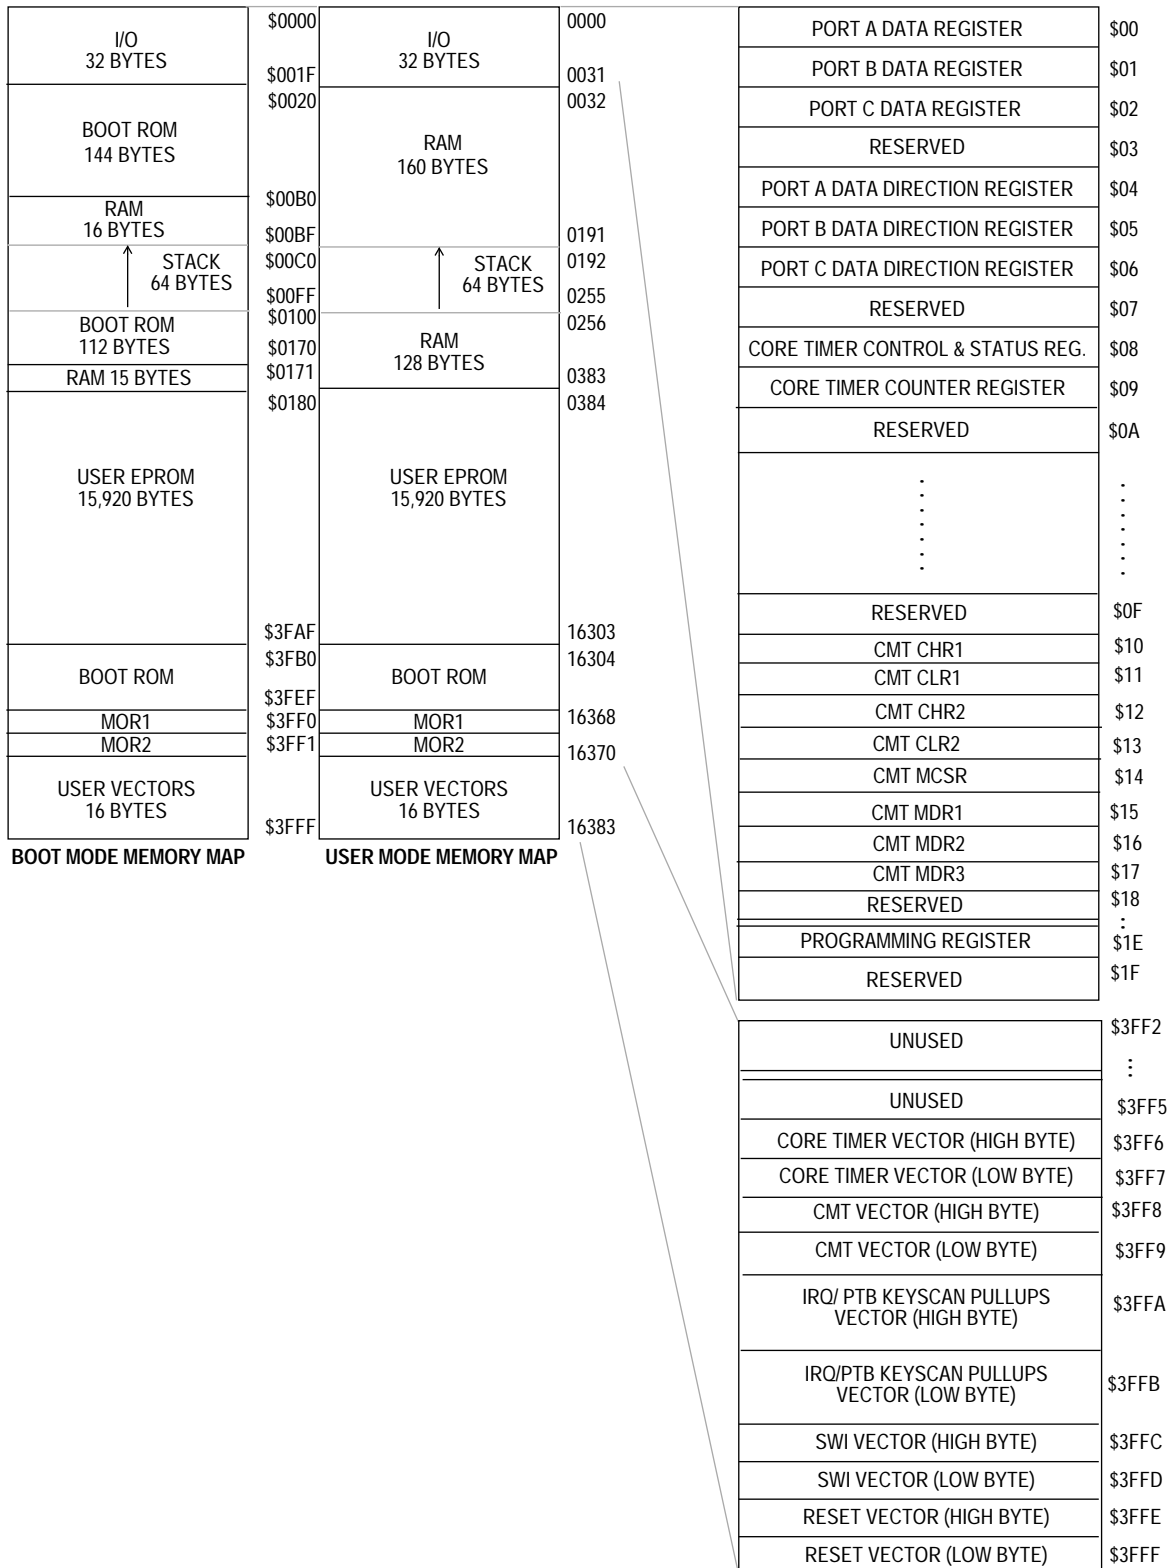 $0000
I/O
32 BYTES
$001F
$0020
BOOT ROM
144 BYTES
$00B0
RAM
16 BYTES
$00BF
$00C0
STACK
64 BYTES
$00FF
$0100
BOOT ROM
112 BYTES
$0170
$0171
RAM 15 BYTES
$0180
USER EPROM
15,920 BYTES
$3FAF
$3FB0
BOOT ROM
$3FEF
MOR1
$3FF0
MOR2
$3FF1
USER VECTORS
16 BYTES
$3FFF
BOOT MODE MEMORY MAP
0000
I/O
32 BYTES
0031
0032
RAM
160 BYTES
0191
0192
STACK
64 BYTES
0255
0256
RAM
128 BYTES
0383
0384
USER EPROM
15,920 BYTES
16303
16304
BOOT ROM
MOR1
16368
MOR2
16370
USER VECTORS
16 BYTES
16383
USER MODE MEMORY MAP
PORT A DATA REGISTER $00
PORT B DATA REGISTER $01
PORT C DATA REGISTER $02
RESERVED $03
PORT A DATA DIRECTION REGISTER $04
PORT B DATA DIRECTION REGISTER $05
PORT C DATA DIRECTION REGISTER $06
RESERVED $07
CORE TIMER CONTROL & STATUS REG. $08
CORE TIMER COUNTER REGISTER $09
RESERVED $0A
RESERVED $0F
CMT CHR1 $10
CMT CLR1 $11
CMT CHR2 $12
CMT CLR2 $13
CMT MCSR $14
CMT MDR1 $15
CMT MDR2 $16
CMT MDR3 $17
RESERVED $18
PROGRAMMING REGISTER $1E
RESERVED $1F
UNUSED $3FF2
UNUSED $3FF5
CORE TIMER VECTOR (HIGH BYTE) $3FF6
CORE TIMER VECTOR (LOW BYTE) $3FF7
CMT VECTOR (HIGH BYTE) $3FF8
CMT VECTOR (LOW BYTE) $3FF9
IRQ/ PTB KEYSCAN PULLUPS
VECTOR (HIGH BYTE) $3FFA
IRQ/PTB KEYSCAN PULLUPS
VECTOR (LOW BYTE) $3FFB
SWI VECTOR (HIGH BYTE) $3FFC
SWI VECTOR (LOW BYTE) $3FFD
RESET VECTOR (HIGH BYTE) $3FFE
RESET VECTOR (LOW BYTE) $3FFF